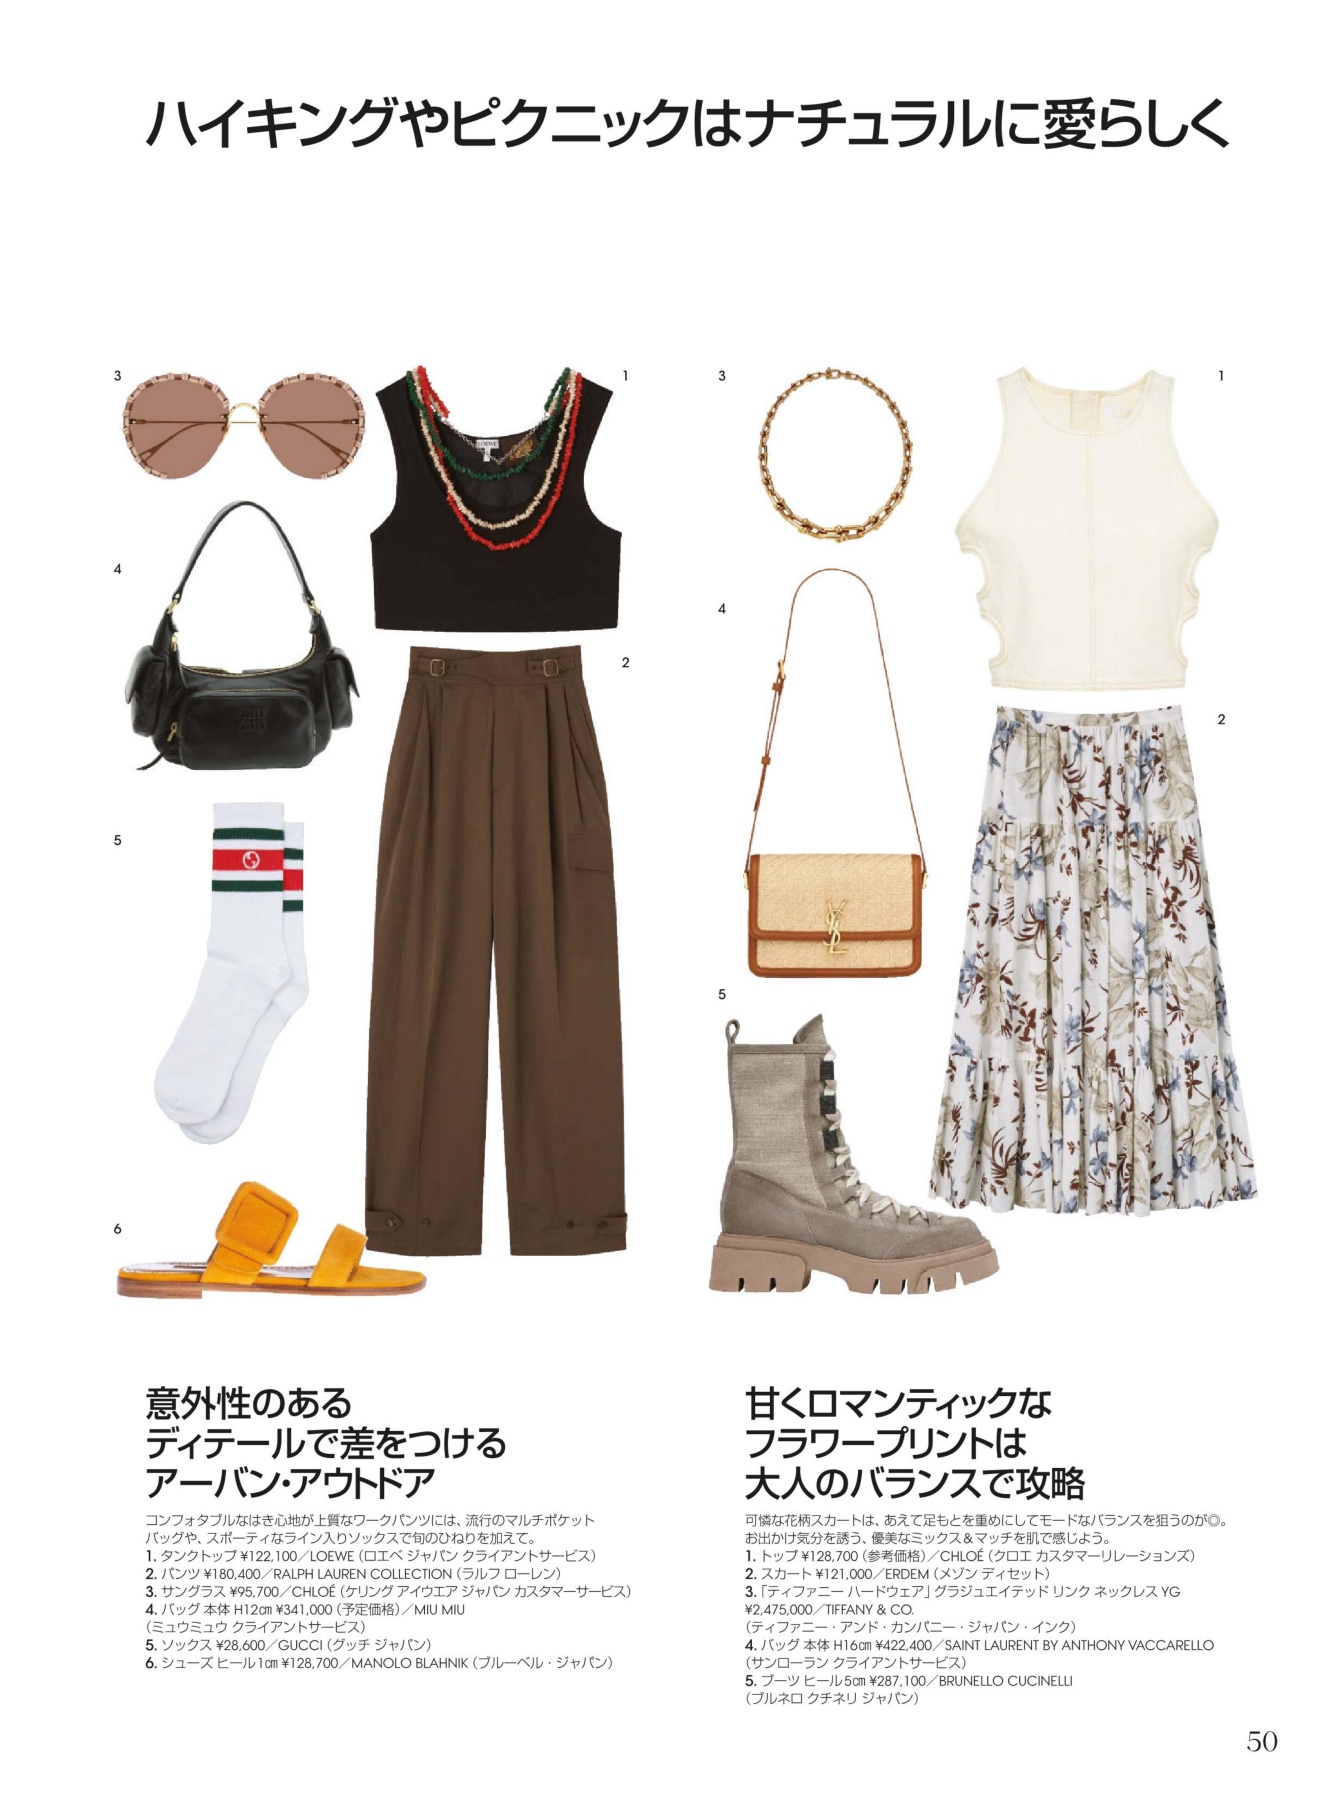 ハイキングやピクニックはナチュラルに愛らしく
3
1
4
LOEWE
2
5
6
3
1
4
2
5
意外性のある
ディテールで差をつける
アーバン・アウトドア
コンフォタブルなはき心地が上質なワークパンツには、流行のマルチポケット
バッグや、スポーティなライン入りソックスで旬のひねりを加えて。
1. タンクトップ ¥122,100／LOEWE（ロエベ ジャパン クライアントサービス）
2. パンツ ¥180,400／RALPH LAUREN COLLECTION（ラルフ ローレン）
3. サングラス ¥95,700／CHLOÉ（ケリング アイウエア ジャパン カスタマーサービス）
4. バッグ 本体 H12㎝ ¥341,000（予定価格）／MIU MIU
（ミュウミュウ クライアントサービス）
5. ソックス ¥28,600／GUCCI（グッチ ジャパン）
6. シューズ ヒール1㎝ ¥128,700／MANOLO BLAHNIK（ブルーベル・ジャパン）
甘くロマンティックな
フラワープリントは
大人のバランスで攻略
可憐な花柄スカートは、あえて足もとを重めにしてモードなバランスを狙うのが◎。
お出かけ気分を誘う、優美なミックス＆マッチを肌で感じよう。
1. トップ ¥128,700（参考価格）／CHLOÉ（クロエ カスタマーリレーションズ）
2. スカート ¥121,000／ERDEM（メゾン ディセット）
3.「ティファニー ハードウェア」グラジュエイテッド リンク ネックレス YG
¥2,475,000／TIFFANY & CO.
（ティファニー・アンド・カンパニー・ジャパン・インク）
4. バッグ 本体 H16㎝ ¥422,400／SAINT LAURENT BY ANTHONY VACCARELLO
（サンローラン クライアントサービス）
5. ブーツ ヒール5㎝ ¥287,100／BRUNELLO CUCINELLI
（ブルネロ クチネリ ジャパン）
50